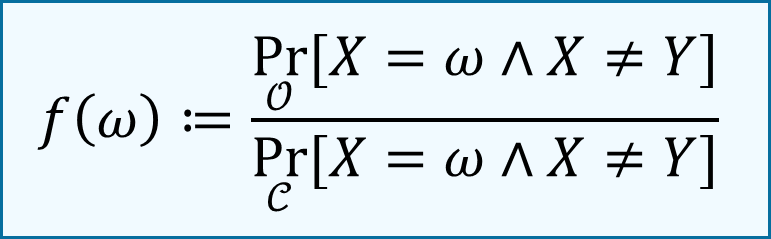 f(ω) ≔ Pr_𝒪[X = ω ∧ X ≠ Y] / Pr_𝒞[X = ω ∧ X ≠ Y]